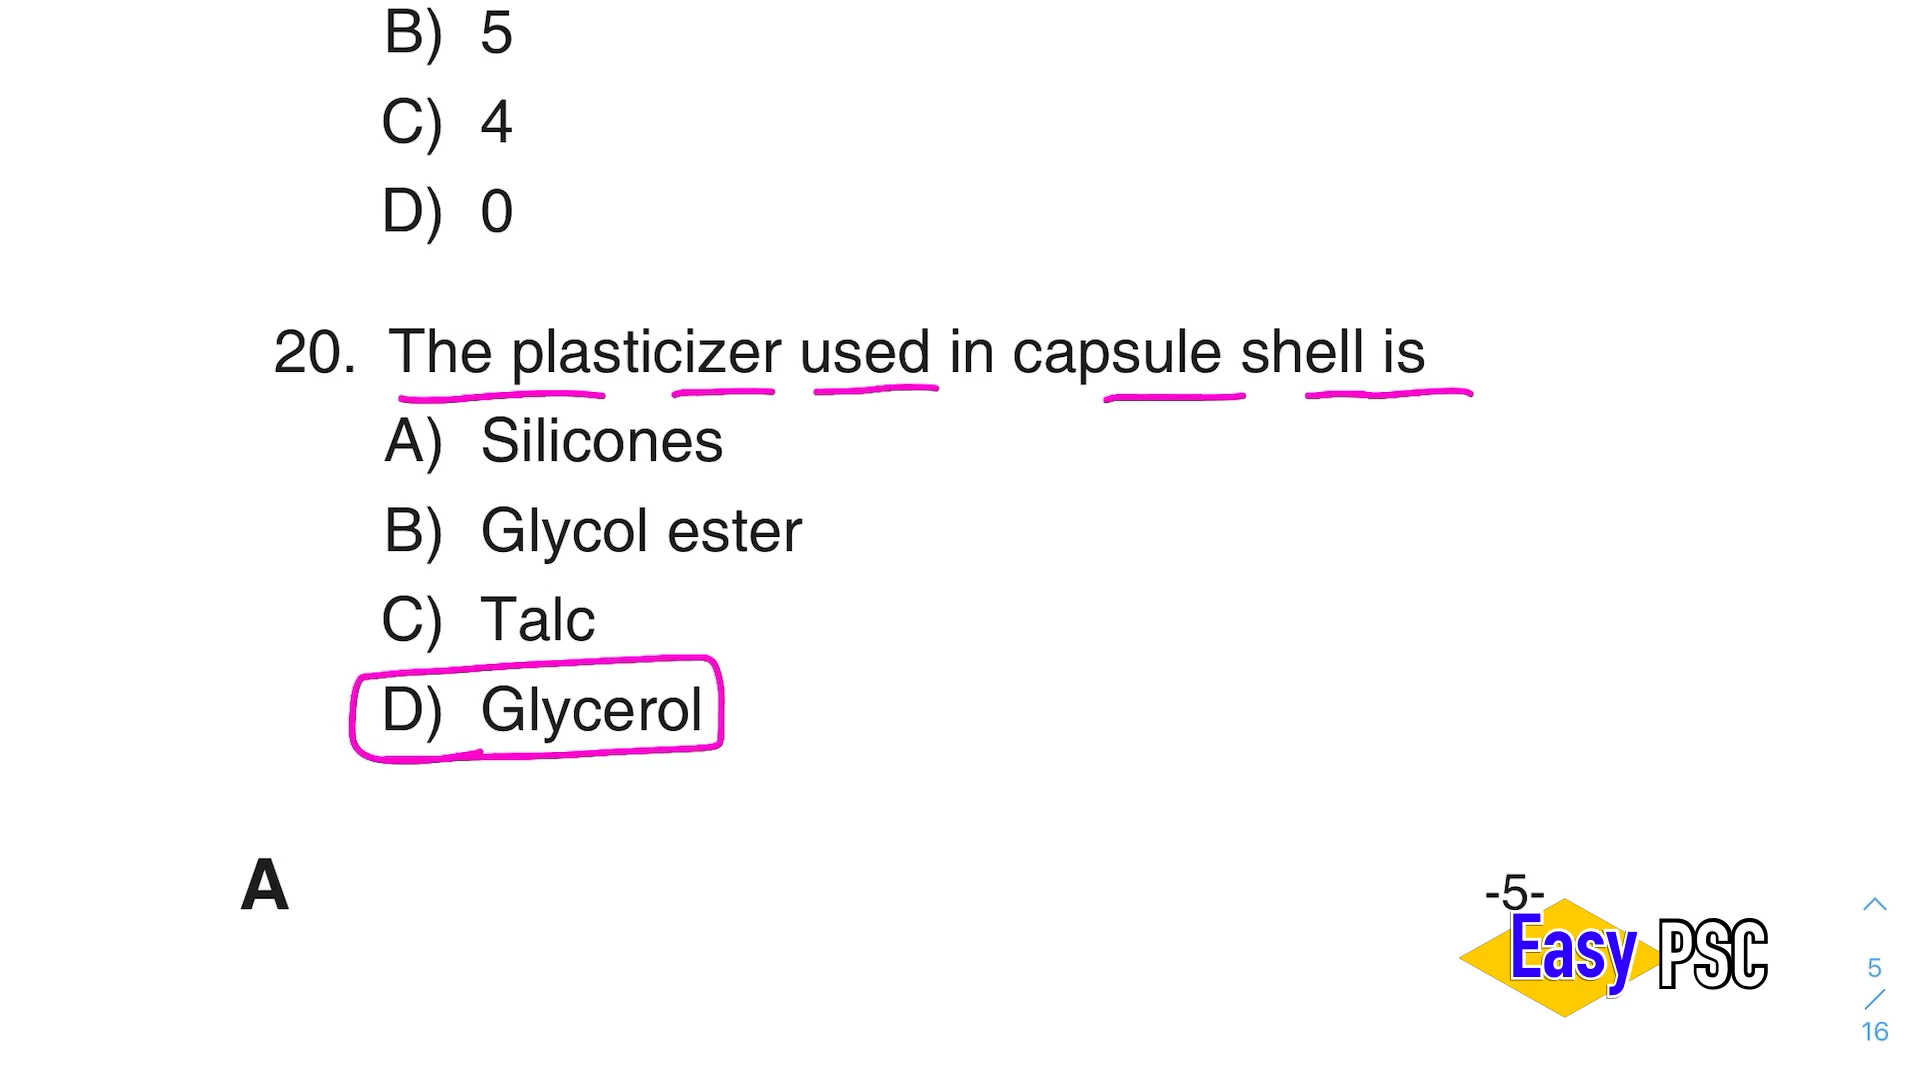 B) 5
C) 4
D) 0
20. The plasticizer used in capsule shell is
A) Silicones
B) Glycol ester
C) Talc
D) Glycerol
A
-5-
Easy PSC
5
/
16